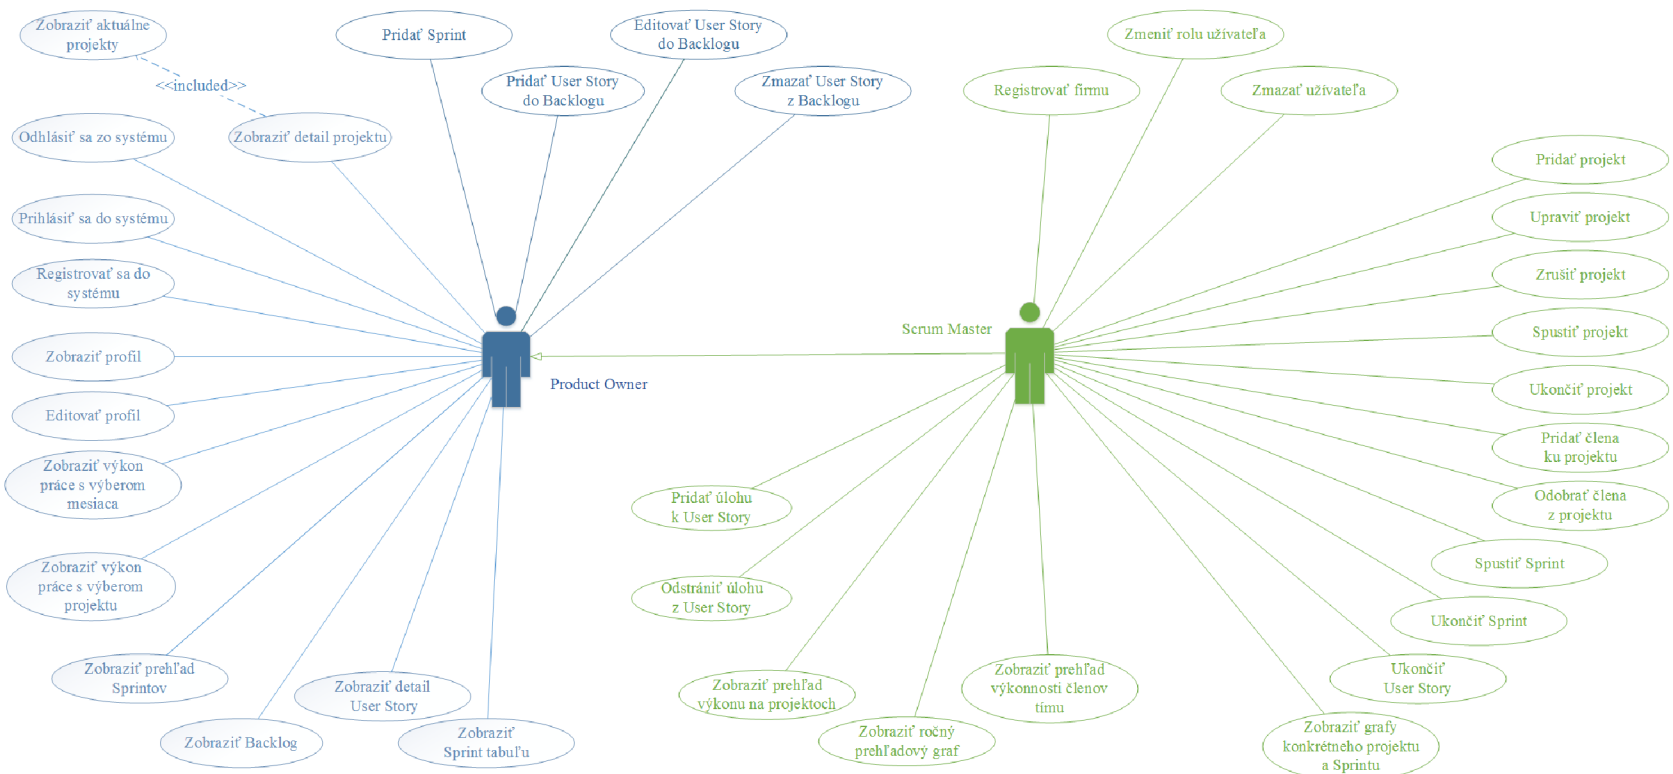 Zobraziť aktuálne
projekty
Pridať Sprint
Editovať User Story
do Backlogu
Zmeniť rolu užívateľa
<<included>>
Pridať User Story
do Backlogu
Zmazať User Story
z Backlogu
Registrovať firmu
Zmazať užívateľa
Odhlásiť sa zo systému
Zobraziť detail projektu
Pridať projekt
Prihlásiť sa do systému
Upraviť projekt
Registrovať sa do
systému
Zrušiť projekt
Scrum Master
Spustiť projekt
Zobraziť profil
Product Owner
Ukončiť projekt
Editovať profil
Pridať člena
ku projektu
Zobraziť výkon
práce s výberom
mesiaca
Pridať úlohu
k User Story
Odobrať člena
z projektu
Zobraziť výkon
práce s výberom
projektu
Odstrániť úlohu
z User Story
Spustiť Sprint
Ukončiť Sprint
Zobraziť prehľad
Sprintov
Zobraziť detail
User Story
Zobraziť prehľad
výkonu na projektoch
Zobraziť prehľad
výkonnosti členov
tímu
Ukončiť
User Story
Zobraziť Backlog
Zobraziť
Sprint tabuľu
Zobraziť ročný
prehľadový graf
Zobraziť grafy
konkrétneho projektu
a Sprintu